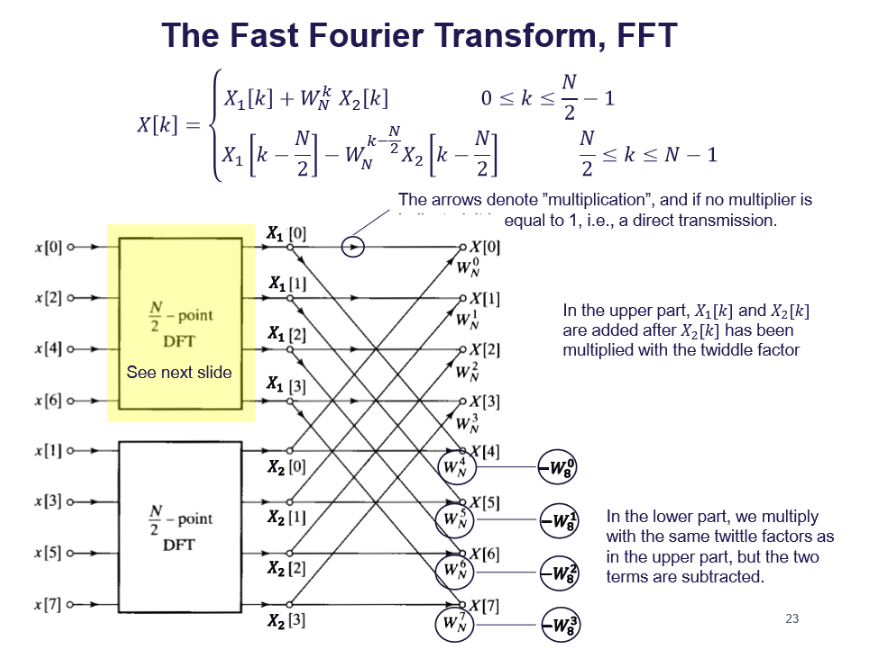 The Fast Fourier Transform, FFT
X[k] = { X₁[k] + W_N^k X₂[k] 0 ≤ k ≤ N/2 − 1
X₁[k − N/2] − W_N^(k−N/2) X₂[k − N/2] N/2 ≤ k ≤ N − 1
The arrows denote ”multiplication”, and if no multiplier is
equal to 1, i.e., a direct transmission.
x[0] X₁ [0] X[0]
W_N^0
x[2] X₁[1] X[1]
W_N^1
N/2 – point
DFT
x[4] X₁ [2] X[2]
W_N^2
See next slide
x[6] X₁ [3] X[3]
W_N^3
In the upper part, X₁[k] and X₂[k]
are added after X₂[k] has been
multiplied with the twiddle factor
x[1] X₂ [0] X[4]
W_N^4 −W_8^0
x[3] X₂ [1] X[5]
W_N^5 −W_8^1
N/2 – point
DFT
x[5] X₂ [2] X[6]
W_N^6 −W_8^2
x[7] X₂ [3] X[7]
W_N^7 −W_8^3
In the lower part, we multiply
with the same twittle factors as
in the upper part, but the two
terms are subtracted.
23